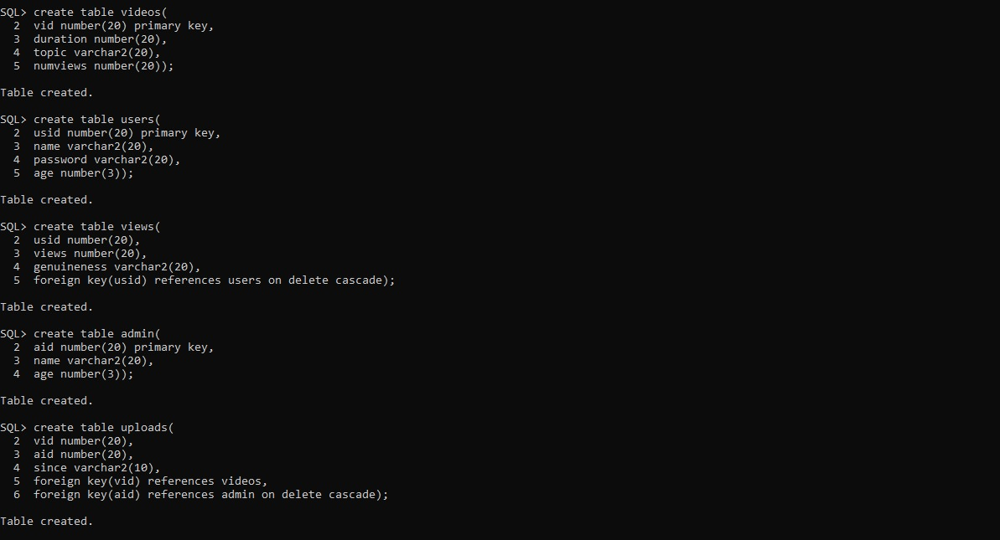 SQL> create table videos(
  2  vid number(20) primary key,
  3  duration number(20),
  4  topic varchar2(20),
  5  numviews number(20));
Table created.
SQL> create table users(
  2  usid number(20) primary key,
  3  name varchar2(20),
  4  password varchar2(20),
  5  age number(3));
Table created.
SQL> create table views(
  2  usid number(20),
  3  views number(20),
  4  genuineness varchar2(20),
  5  foreign key(usid) references users on delete cascade);
Table created.
SQL> create table admin(
  2  aid number(20) primary key,
  3  name varchar2(20),
  4  age number(3));
Table created.
SQL> create table uploads(
  2  vid number(20),
  3  aid number(20),
  4  since varchar2(10),
  5  foreign key(vid) references videos,
  6  foreign key(aid) references admin on delete cascade);
Table created.